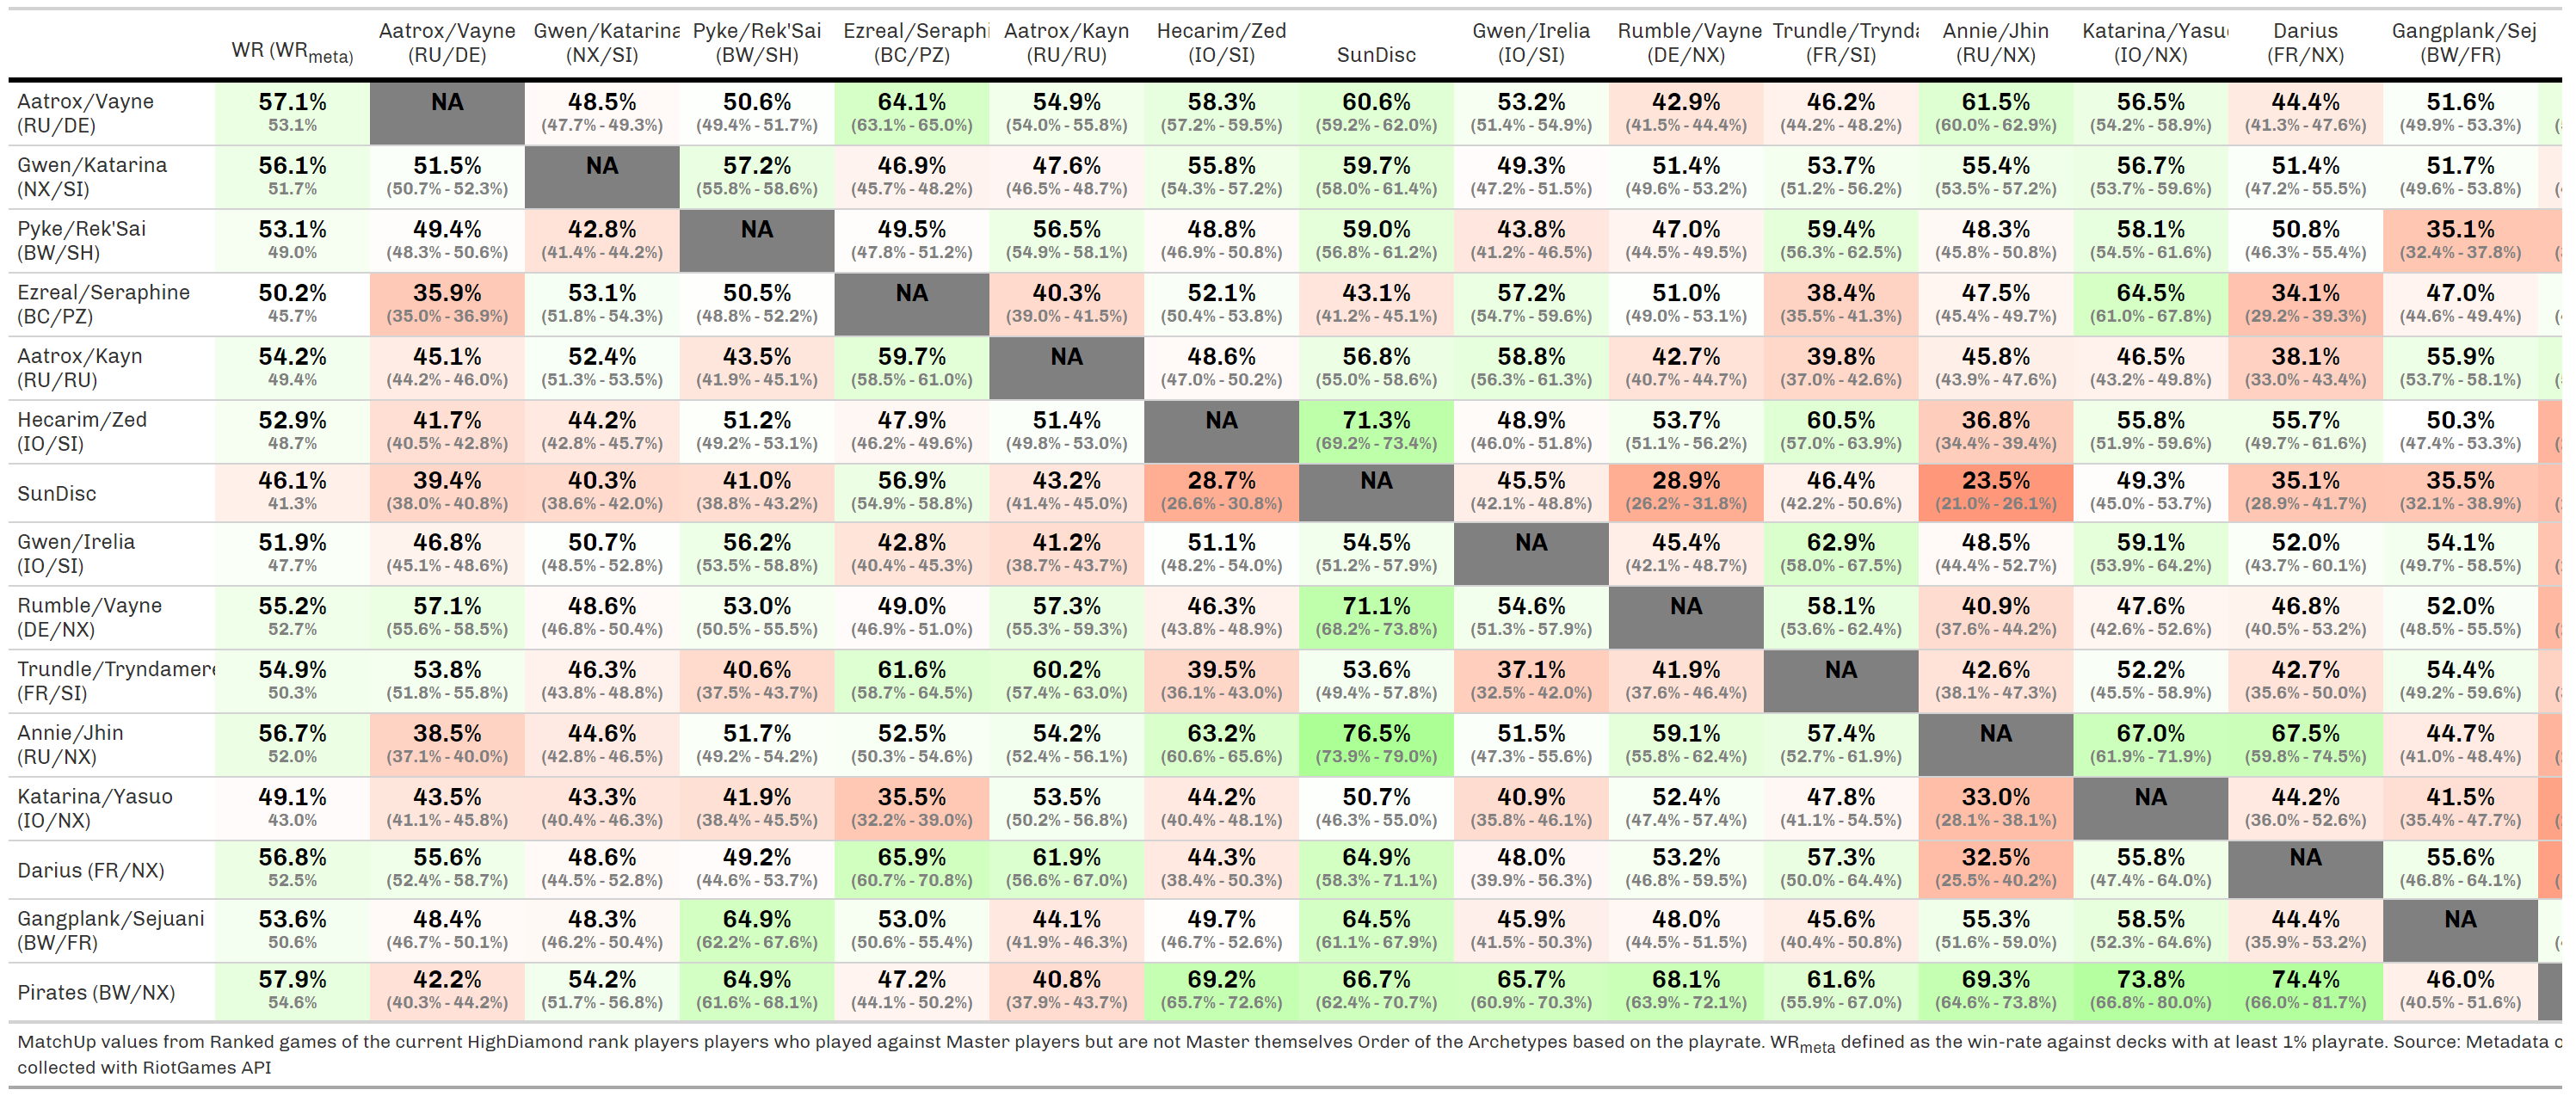 WR (WRmeta) Aatrox/Vayne (RU/DE) Gwen/Katarina (NX/SI) Pyke/Rek'Sai (BW/SH) Ezreal/Seraphi (BC/PZ) Aatrox/Kayn (RU/RU) Hecarim/Zed (IO/SI) SunDisc Gwen/Irelia (IO/SI) Rumble/Vayne (DE/NX) Trundle/Trynda (FR/SI) Annie/Jhin (RU/NX) Katarina/Yasu (IO/NX) Darius (FR/NX) Gangplank/Sej (BW/FR)
Aatrox/Vayne 57.1% NA 48.5% 50.6% 64.1% 54.9% 58.3% 60.6% 53.2% 42.9% 46.2% 61.5% 56.5% 44.4% 51.6%
(RU/DE) 53.1% (47.7% - 49.3%) (49.4% - 51.7%) (63.1% - 65.0%) (54.0% - 55.8%) (57.2% - 59.5%) (59.2% - 62.0%) (51.4% - 54.9%) (41.5% - 44.4%) (44.2% - 48.2%) (60.0% - 62.9%) (54.2% - 58.9%) (41.3% - 47.6%) (49.9% - 53.3%)
Gwen/Katarina 56.1% 51.5% NA 57.2% 46.9% 47.6% 55.8% 59.7% 49.3% 51.4% 53.7% 55.4% 56.7% 51.4% 51.7%
(NX/SI) 51.7% (50.7% - 52.3%) (55.8% - 58.6%) (45.7% - 48.2%) (46.5% - 48.7%) (54.3% - 57.2%) (58.0% - 61.4%) (47.2% - 51.5%) (49.6% - 53.2%) (51.2% - 56.2%) (53.5% - 57.2%) (53.7% - 59.6%) (47.2% - 55.5%) (49.6% - 53.8%)
Pyke/Rek'Sai 53.1% 49.4% 42.8% NA 49.5% 56.5% 48.8% 59.0% 43.8% 47.0% 59.4% 48.3% 58.1% 50.8% 35.1%
(BW/SH) 49.0% (48.3% - 50.6%) (41.4% - 44.2%) (47.8% - 51.2%) (54.9% - 58.1%) (46.9% - 50.8%) (56.8% - 61.2%) (41.2% - 46.5%) (44.5% - 49.5%) (56.3% - 62.5%) (45.8% - 50.8%) (54.5% - 61.6%) (46.3% - 55.4%) (32.4% - 37.8%)
Ezreal/Seraphine 50.2% 35.9% 53.1% 50.5% NA 40.3% 52.1% 43.1% 57.2% 51.0% 38.4% 47.5% 64.5% 34.1% 47.0%
(BC/PZ) 45.7% (35.0% - 36.9%) (51.8% - 54.3%) (48.8% - 52.2%) (39.0% - 41.5%) (50.4% - 53.8%) (41.2% - 45.1%) (54.7% - 59.6%) (49.0% - 53.1%) (35.5% - 41.3%) (45.4% - 49.7%) (61.0% - 67.8%) (29.2% - 39.3%) (44.6% - 49.4%)
Aatrox/Kayn 54.2% 45.1% 52.4% 43.5% 59.7% NA 48.6% 56.8% 58.8% 42.7% 39.8% 45.8% 46.5% 38.1% 55.9%
(RU/RU) 49.4% (44.2% - 46.0%) (51.3% - 53.5%) (41.9% - 45.1%) (58.5% - 61.0%) (47.0% - 50.2%) (55.0% - 58.6%) (56.3% - 61.3%) (40.7% - 44.7%) (37.0% - 42.6%) (43.9% - 47.6%) (43.2% - 49.8%) (33.0% - 43.4%) (53.7% - 58.1%)
Hecarim/Zed 52.9% 41.7% 44.2% 51.2% 47.9% 51.4% NA 71.3% 48.9% 53.7% 60.5% 36.8% 55.8% 55.7% 50.3%
(IO/SI) 48.7% (40.5% - 42.8%) (42.8% - 45.7%) (49.2% - 53.1%) (46.2% - 49.6%) (49.8% - 53.0%) (69.2% - 73.4%) (46.0% - 51.8%) (51.1% - 56.2%) (57.0% - 63.9%) (34.4% - 39.4%) (51.9% - 59.6%) (49.7% - 61.6%) (47.4% - 53.3%)
SunDisc 46.1% 39.4% 40.3% 41.0% 56.9% 43.2% 28.7% NA 45.5% 28.9% 46.4% 23.5% 49.3% 35.1% 35.5%
41.3% (38.0% - 40.8%) (38.6% - 42.0%) (38.8% - 43.2%) (54.9% - 58.8%) (41.4% - 45.0%) (26.6% - 30.8%) (42.1% - 48.8%) (26.2% - 31.8%) (42.2% - 50.6%) (21.0% - 26.1%) (45.0% - 53.7%) (28.9% - 41.7%) (32.1% - 38.9%)
Gwen/Irelia 51.9% 46.8% 50.7% 56.2% 42.8% 41.2% 51.1% 54.5% NA 45.4% 62.9% 48.5% 59.1% 52.0% 54.1%
(IO/SI) 47.7% (45.1% - 48.6%) (48.5% - 52.8%) (53.5% - 58.8%) (40.4% - 45.3%) (38.7% - 43.7%) (48.2% - 54.0%) (51.2% - 57.9%) (42.1% - 48.7%) (58.0% - 67.5%) (44.4% - 52.7%) (53.9% - 64.2%) (43.7% - 60.1%) (49.7% - 58.5%)
Rumble/Vayne 55.2% 57.1% 48.6% 53.0% 49.0% 57.3% 46.3% 71.1% 54.6% NA 58.1% 40.9% 47.6% 46.8% 52.0%
(DE/NX) 52.7% (55.6% - 58.5%) (46.8% - 50.4%) (50.5% - 55.5%) (46.9% - 51.0%) (55.3% - 59.3%) (43.8% - 48.9%) (68.2% - 73.8%) (51.3% - 57.9%) (53.6% - 62.4%) (37.6% - 44.2%) (42.6% - 52.6%) (40.5% - 53.2%) (48.5% - 55.5%)
Trundle/Tryndamere 54.9% 53.8% 46.3% 40.6% 61.6% 60.2% 39.5% 53.6% 37.1% 41.9% NA 42.6% 52.2% 42.7% 54.4%
(FR/SI) 50.3% (51.8% - 55.8%) (43.8% - 48.8%) (37.5% - 43.7%) (58.7% - 64.5%) (57.4% - 63.0%) (36.1% - 43.0%) (49.4% - 57.8%) (32.5% - 42.0%) (37.6% - 46.4%) (38.1% - 47.3%) (45.5% - 58.9%) (35.6% - 50.0%) (49.2% - 59.6%)
Annie/Jhin 56.7% 38.5% 44.6% 51.7% 52.5% 54.2% 63.2% 76.5% 51.5% 59.1% 57.4% NA 67.0% 67.5% 44.7%
(RU/NX) 52.0% (37.1% - 40.0%) (42.8% - 46.5%) (49.2% - 54.2%) (50.3% - 54.6%) (52.4% - 56.1%) (60.6% - 65.6%) (73.9% - 79.0%) (47.3% - 55.6%) (55.8% - 62.4%) (52.7% - 61.9%) (61.9% - 71.9%) (59.8% - 74.5%) (41.0% - 48.4%)
Katarina/Yasuo 49.1% 43.5% 43.3% 41.9% 35.5% 53.5% 44.2% 50.7% 40.9% 52.4% 47.8% 33.0% NA 44.2% 41.5%
(IO/NX) 43.0% (41.1% - 45.8%) (40.4% - 46.3%) (38.4% - 45.5%) (32.2% - 39.0%) (50.2% - 56.8%) (40.4% - 48.1%) (46.3% - 55.0%) (35.8% - 46.1%) (47.4% - 57.4%) (41.1% - 54.5%) (28.1% - 38.1%) (36.0% - 52.6%) (35.4% - 47.7%)
Darius (FR/NX) 56.8% 55.6% 48.6% 49.2% 65.9% 61.9% 44.3% 64.9% 48.0% 53.2% 57.3% 32.5% 55.8% NA 55.6%
52.5% (52.4% - 58.7%) (44.5% - 52.8%) (44.6% - 53.7%) (60.7% - 70.8%) (56.6% - 67.0%) (38.4% - 50.3%) (58.3% - 71.1%) (39.9% - 56.3%) (46.8% - 59.5%) (50.0% - 64.4%) (25.5% - 40.2%) (47.4% - 64.0%) (46.8% - 64.1%)
Gangplank/Sejuani 53.6% 48.4% 48.3% 64.9% 53.0% 44.1% 49.7% 64.5% 45.9% 48.0% 45.6% 55.3% 58.5% 44.4% NA
(BW/FR) 50.6% (46.7% - 50.1%) (46.2% - 50.4%) (62.2% - 67.6%) (50.6% - 55.4%) (41.9% - 46.3%) (46.7% - 52.6%) (61.1% - 67.9%) (41.5% - 50.3%) (44.5% - 51.5%) (40.4% - 50.8%) (51.6% - 59.0%) (52.3% - 64.6%) (35.9% - 53.2%)
Pirates (BW/NX) 57.9% 42.2% 54.2% 64.9% 47.2% 40.8% 69.2% 66.7% 65.7% 68.1% 61.6% 69.3% 73.8% 74.4% 46.0%
54.6% (40.3% - 44.2%) (51.7% - 56.8%) (61.6% - 68.1%) (44.1% - 50.2%) (37.9% - 43.7%) (65.7% - 72.6%) (62.4% - 70.7%) (60.9% - 70.3%) (63.9% - 72.1%) (55.9% - 67.0%) (64.6% - 73.8%) (66.8% - 80.0%) (66.0% - 81.7%) (40.5% - 51.6%)
MatchUp values from Ranked games of the current HighDiamond rank players players who played against Master players but are not Master themselves Order of the Archetypes based on the playrate. WRmeta defined as the win-rate against decks with at least 1% playrate. Source: Metadata
collected with RiotGames API